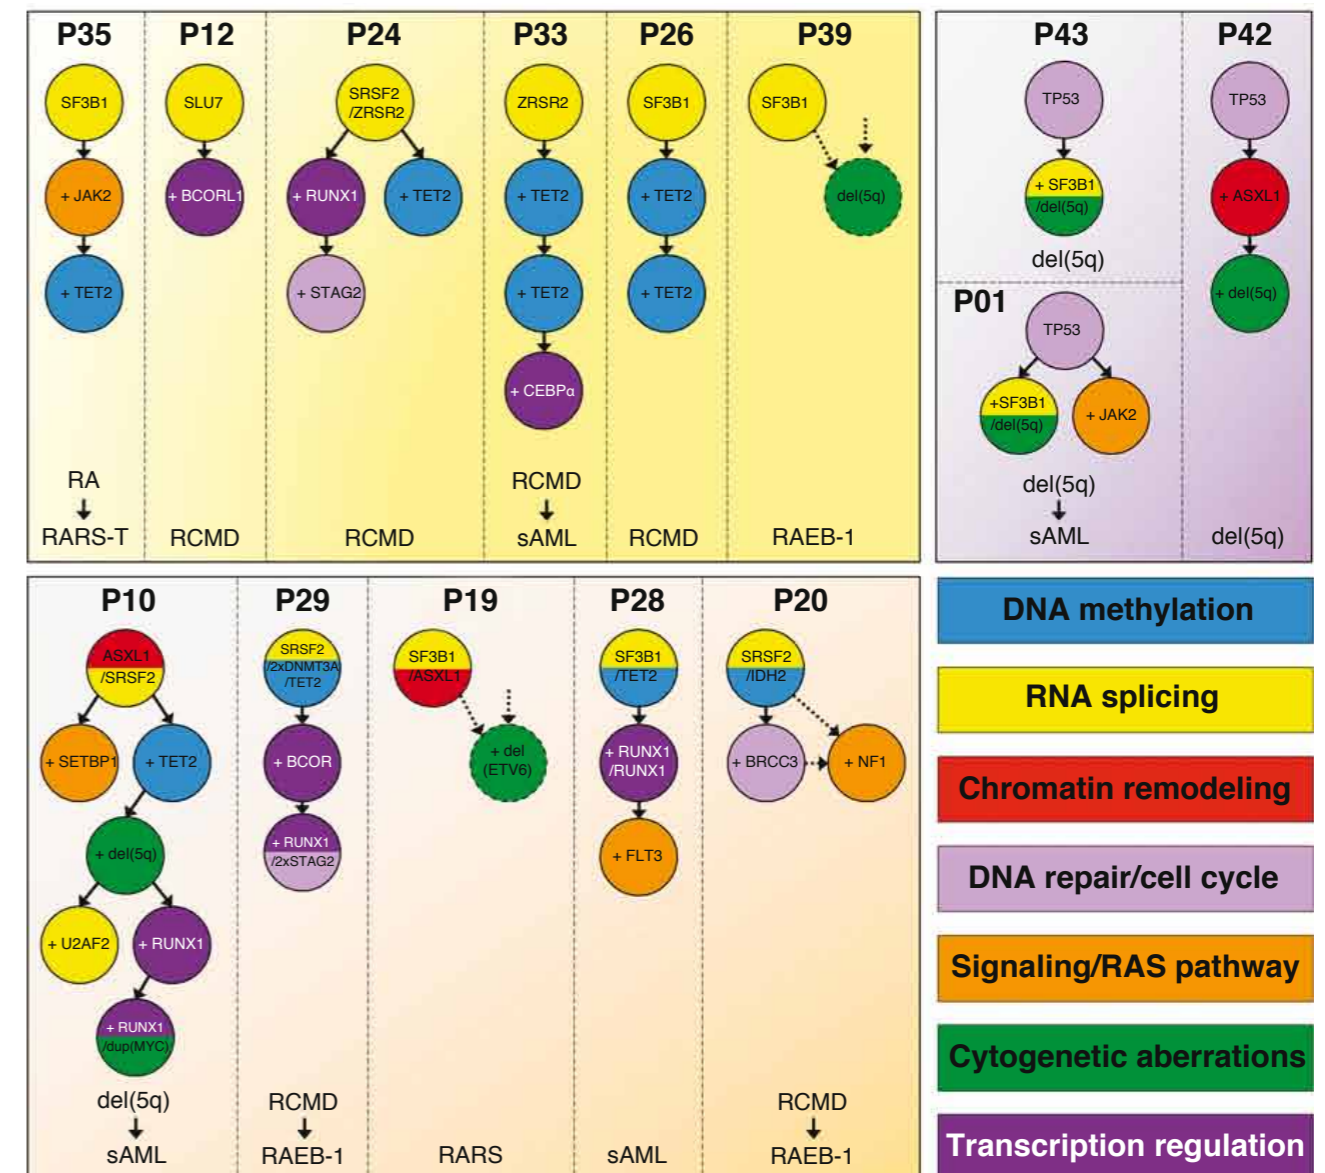 P35
SF3B1
+ JAK2
+ TET2
RA
RARS-T
P12
SLU7
+ BCORL1
RCMD
P24
SRSF2
/ZRSR2
+ RUNX1
+ TET2
+ STAG2
RCMD
P33
ZRSR2
+ TET2
+ TET2
+ CEBPα
RCMD
sAML
P26
SF3B1
+ TET2
+ TET2
RCMD
P39
SF3B1
del(5q)
RAEB-1
P43
TP53
+ SF3B1
/del(5q)
del(5q)
P01
TP53
+SF3B1
/del(5q)
+ JAK2
del(5q)
sAML
P42
TP53
+ ASXL1
+ del(5q)
del(5q)
P10
ASXL1
/SRSF2
+ SETBP1
+ TET2
+ del(5q)
+ U2AF2
+ RUNX1
+ RUNX1
/dup(MYC)
del(5q)
sAML
P29
SRSF2
/2xDNMT3A
/TET2
+ BCOR
+ RUNX1
/2xSTAG2
RCMD
RAEB-1
P19
SF3B1
/ASXL1
+ del
(ETV6)
RARS
P28
SF3B1
/TET2
+ RUNX1
/RUNX1
+ FLT3
sAML
P20
SRSF2
/IDH2
+ BRCC3
+ NF1
RCMD
RAEB-1
DNA methylation
RNA splicing
Chromatin remodeling
DNA repair/cell cycle
Signaling/RAS pathway
Cytogenetic aberrations
Transcription regulation